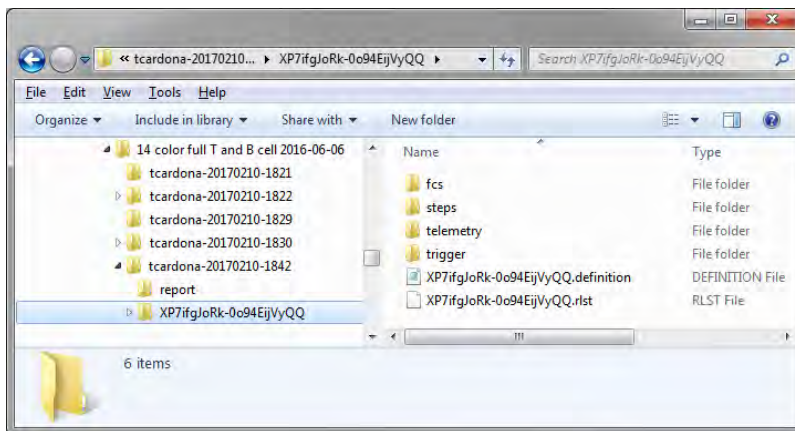 « tcardona-20170210... ▸ XP7ifgJoRk-0o94EijVyQQ ▸ Search XP7ifgJoRk-0o94EijVyQQ
File Edit View Tools Help
Organize Include in library Share with New folder
14 color full T and B cell 2016-06-06
tcardona-20170210-1821
tcardona-20170210-1822
tcardona-20170210-1829
tcardona-20170210-1830
tcardona-20170210-1842
report
XP7ifgJoRk-0o94EijVyQQ
Name Type
fcs File folder
steps File folder
telemetry File folder
trigger File folder
XP7ifgJoRk-0o94EijVyQQ.definition DEFINITION File
XP7ifgJoRk-0o94EijVyQQ.rlst RLST File
6 items